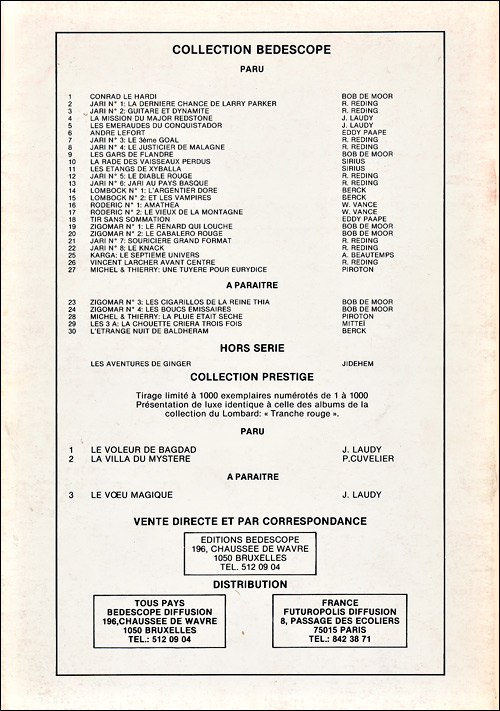 COLLECTION BEDESCOPE
PARU
1 CONRAD LE HARDI BOB DE MOOR
2 JARI N° 1: LA DERNIERE CHANCE DE LARRY PARKER R. REDING
3 JARI N° 2: GUITARE ET DYNAMITE R. REDING
4 LA MISSION DU MAJOR REDSTONE J. LAUDY
5 LES EMERAUDES DU CONQUISTADOR J. LAUDY
6 ANDRE LEFORT EDDY PAAPE
7 JARI N° 3: LE 3ème GOAL R. REDING
8 JARI N° 4: LE JUSTICIER DE MALAGNE R. REDING
9 LES GARS DE FLANDRE BOB DE MOOR
10 LA RADE DES VAISSEAUX PERDUS SIRIUS
11 LES ETANGS DE XYBALLA SIRIUS
12 JARI N° 5: LE DIABLE ROUGE R. REDING
13 JARI N° 6: JARI AU PAYS BASQUE R. REDING
14 LOMBOCK N° 1: L'ARGENTIER DORE BERCK
15 LOMBOCK N° 2: ET LES VAMPIRES BERCK
16 RODERIC N° 1: AMATHEA W. VANCE
17 RODERIC N° 2: LE VIEUX DE LA MONTAGNE W. VANCE
18 TIR SANS SOMMATION EDDY PAAPE
19 ZIGOMAR N° 1: LE RENARD QUI LOUCHE BOB DE MOOR
20 ZIGOMAR N° 2: LE CABALERO ROUGE BOB DE MOOR
21 JARI N° 7: SOURICIERE GRAND FORMAT R. REDING
22 JARI N° 8: LE KNACK R. REDING
25 KARGA: LE SEPTIEME UNIVERS A. BEAUTEMPS
26 VINCENT LARCHER AVANT CENTRE R. REDING
27 MICHEL & THIERRY: UNE TUYERE POUR EURYDICE PIROTON
A PARAITRE
23 ZIGOMAR N° 3: LES CIGARILLOS DE LA REINE THIA BOB DE MOOR
24 ZIGOMAR N° 4: LES BOUCS EMISSAIRES BOB DE MOOR
28 MICHEL & THIERRY: LA PLUIE ETAIT SECHE PIROTON
29 LES 3 A: LA CHOUETTE CRIERA TROIS FOIS MITTEÏ
30 L'ETRANGE NUIT DE BALDHERAM BERCK
HORS SERIE
LES AVENTURES DE GINGER JIDEHEM
COLLECTION PRESTIGE
Tirage limité à 1000 exemplaires numérotés de 1 à 1000
Présentation de luxe identique à celle des albums de la
collection du Lombard: « Tranche rouge ».
PARU
1 LE VOLEUR DE BAGDAD J. LAUDY
2 LA VILLA DU MYSTERE P.CUVELIER
A PARAITRE
3 LE VŒU MAGIQUE J. LAUDY
VENTE DIRECTE ET PAR CORRESPONDANCE
EDITIONS BEDESCOPE
196, CHAUSSEE DE WAVRE
1050 BRUXELLES
TEL. 512 09 04
DISTRIBUTION
TOUS PAYS
BEDESCOPE DIFFUSION
196,CHAUSSEE DE WAVRE
1050 BRUXELLES
TEL.: 512 09 04
FRANCE
FUTUROPOLIS DIFFUSION
8, PASSAGE DES ECOLIERS
75015 PARIS
TEL.: 842 38 71